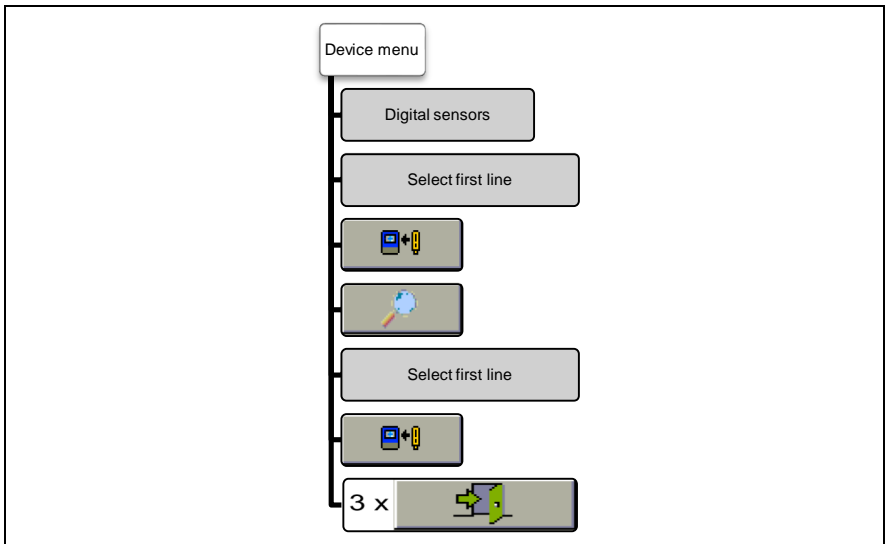 Device menu
Digital sensors
Select first line
Select first line
3 x